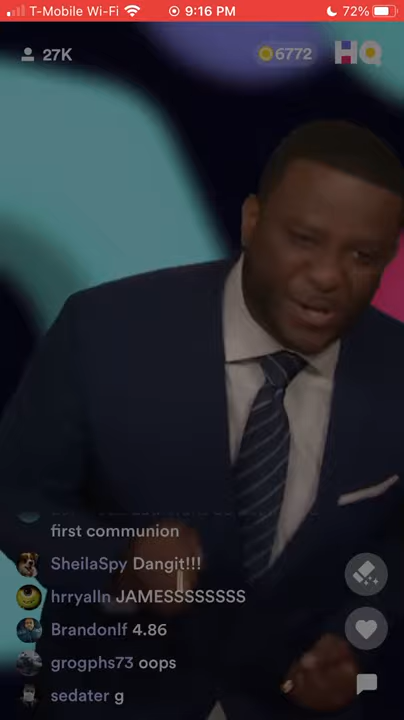 T-Mobile Wi-Fi 9:16 PM 72%
27K 6772 HQ
first communion
SheilaSpy Dangit!!!
hrryalln JAMESSSSSSS
Brandonlf 4.86
grogphs73 oops
sedater g